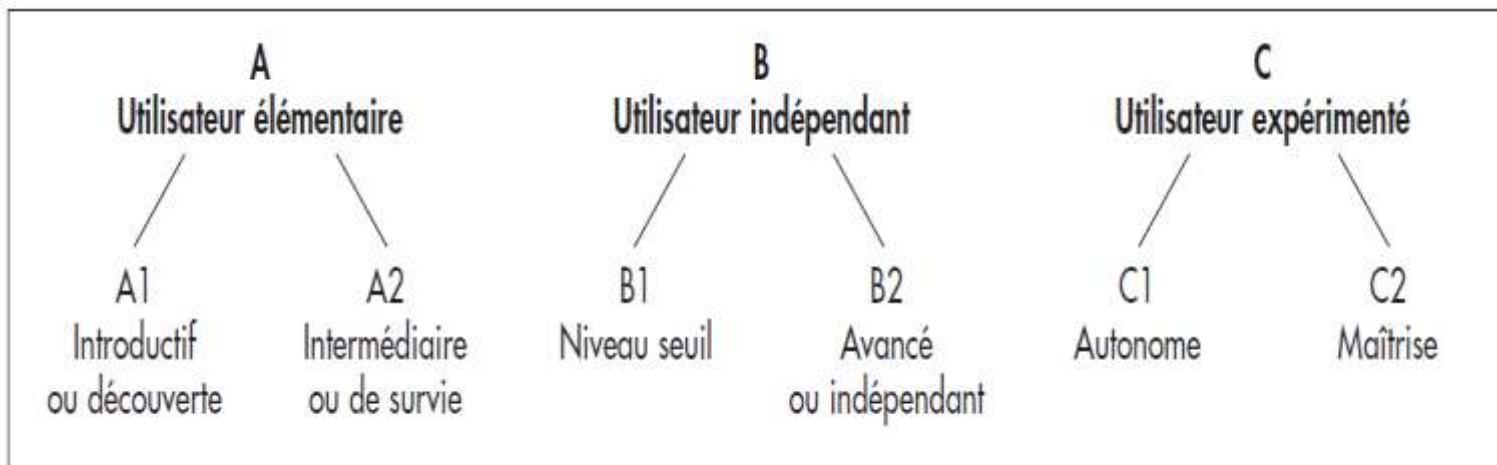 A
Utilisateur élémentaire
B
Utilisateur indépendant
C
Utilisateur expérimenté
A1
Introductif
ou découverte
A2
Intermédiaire
ou de survie
B1
Niveau seuil
B2
Avancé
ou indépendant
C1
Autonome
C2
Maîtrise